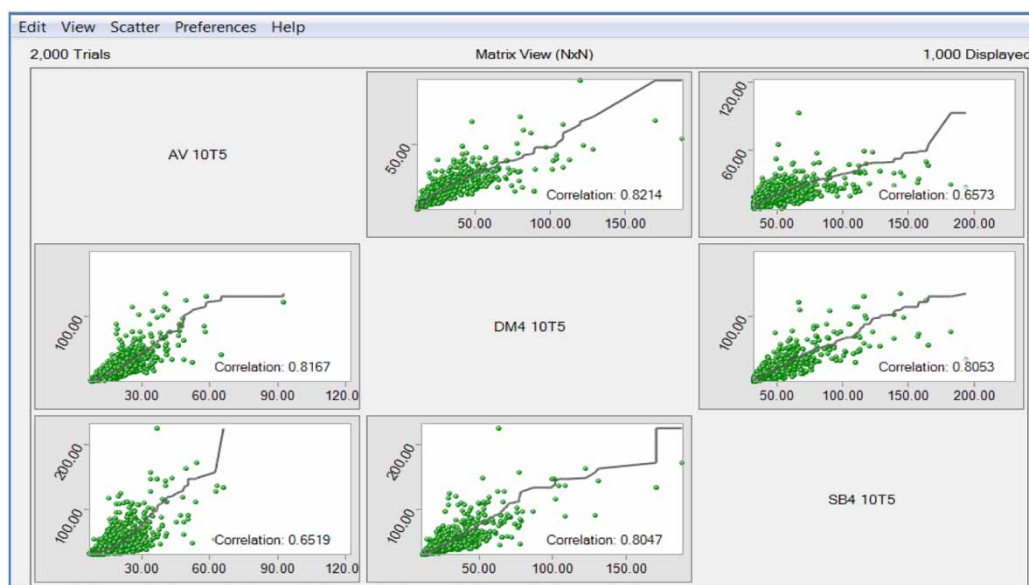 Edit View Scatter Preferences Help
2,000 Trials Matrix View (NxN) 1,000 Displayed
AV 10T5
50.00
Correlation: 0.8214
50.00 100.00 150.00
120.00
60.00
Correlation: 0.6573
50.00 100.00 150.00 200.00
100.00
Correlation: 0.8167
30.00 60.00 90.00 120.0
DM4 10T5
100.00
Correlation: 0.8053
50.00 100.00 150.00 200.00
200.00
100.00
Correlation: 0.6519
30.00 60.00 90.00 120.00
200.00
100.00
Correlation: 0.8047
50.00 100.00 150.00
SB4 10T5